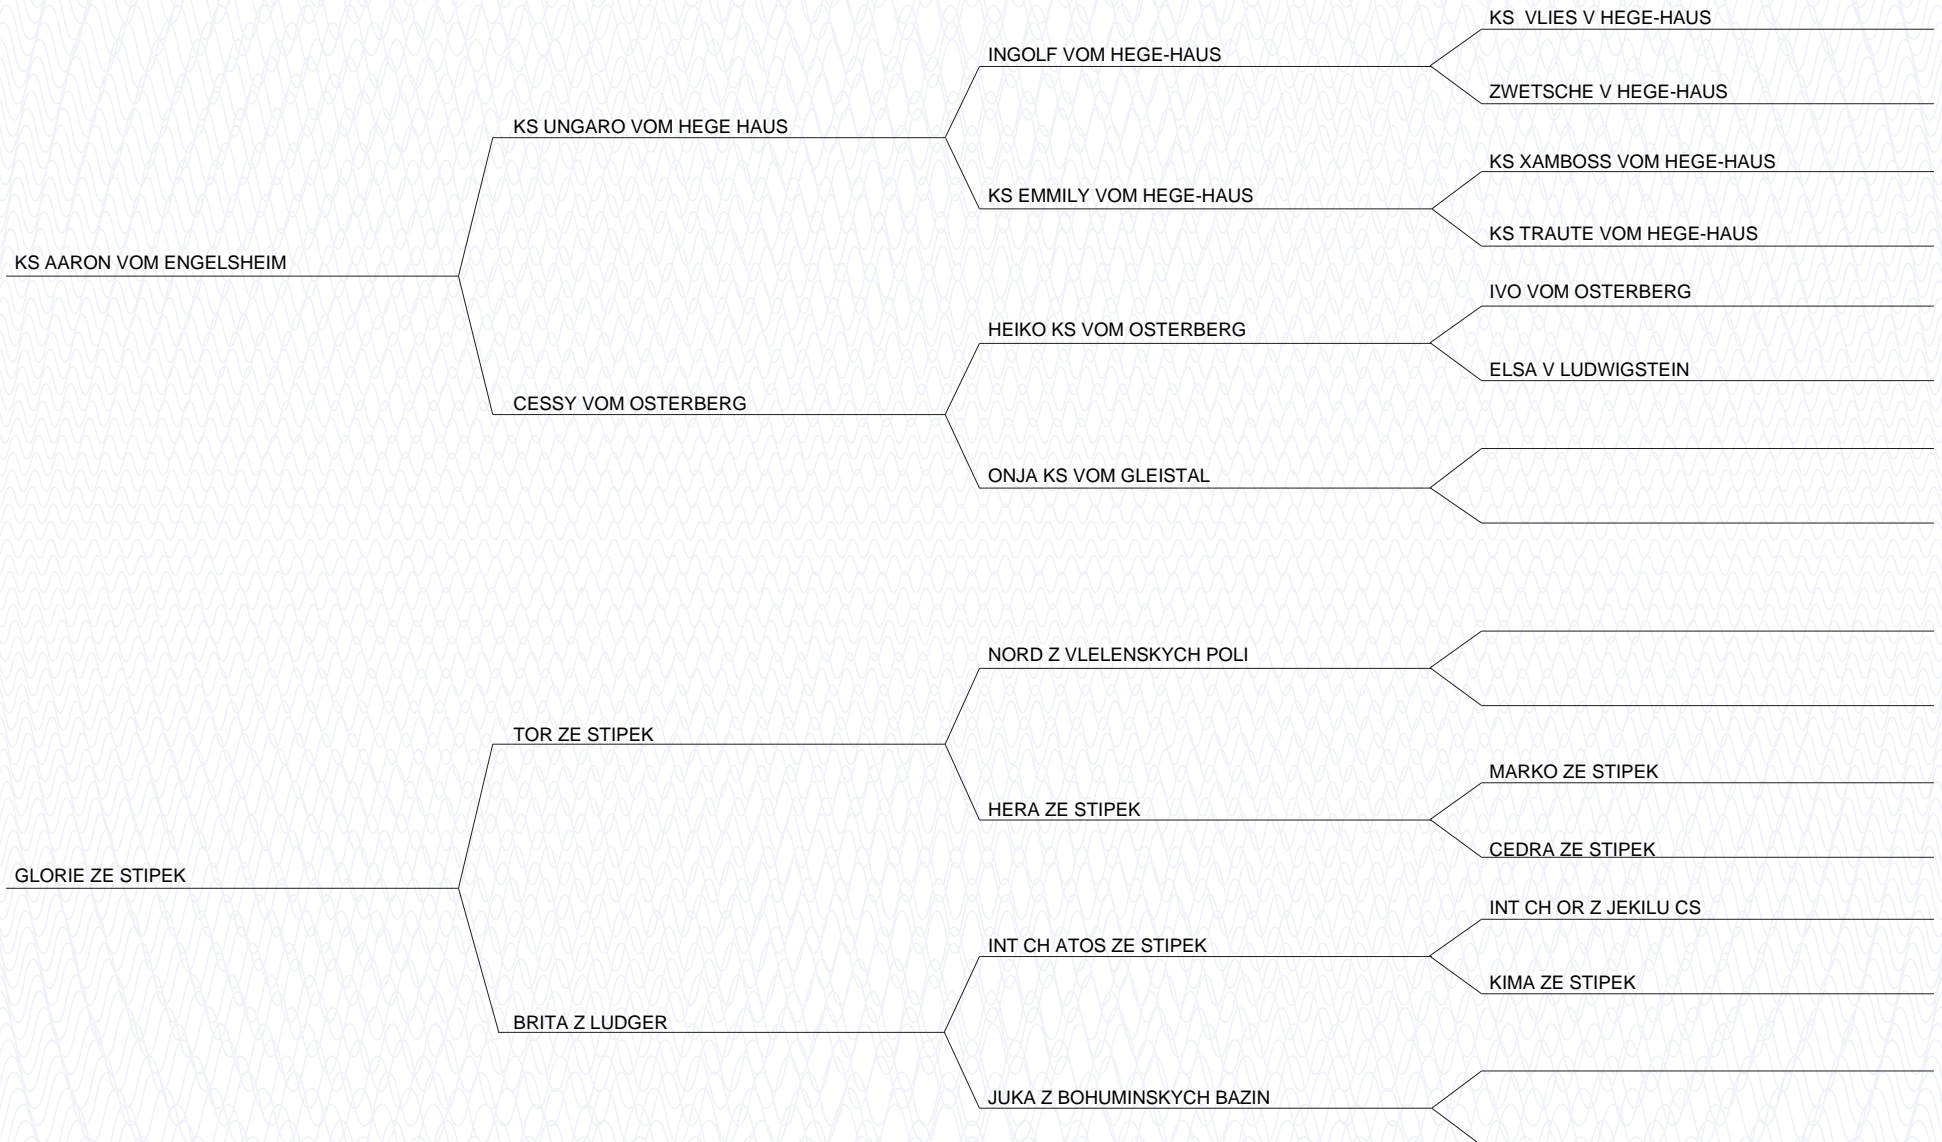 KS VLIES V HEGE-HAUS
INGOLF VOM HEGE-HAUS
ZWETSCHE V HEGE-HAUS
KS UNGARO VOM HEGE HAUS
KS XAMBOSS VOM HEGE-HAUS
KS EMMILY VOM HEGE-HAUS
KS TRAUTE VOM HEGE-HAUS
KS AARON VOM ENGELSHEIM
IVO VOM OSTERBERG
HEIKO KS VOM OSTERBERG
ELSA V LUDWIGSTEIN
CESSY VOM OSTERBERG
ONJA KS VOM GLEISTAL
NORD Z VLELENSKYCH POLI
TOR ZE STIPEK
MARKO ZE STIPEK
HERA ZE STIPEK
CEDRA ZE STIPEK
GLORIE ZE STIPEK
INT CH OR Z JEKILU CS
INT CH ATOS ZE STIPEK
KIMA ZE STIPEK
BRITA Z LUDGER
JUKA Z BOHUMINSKYCH BAZIN